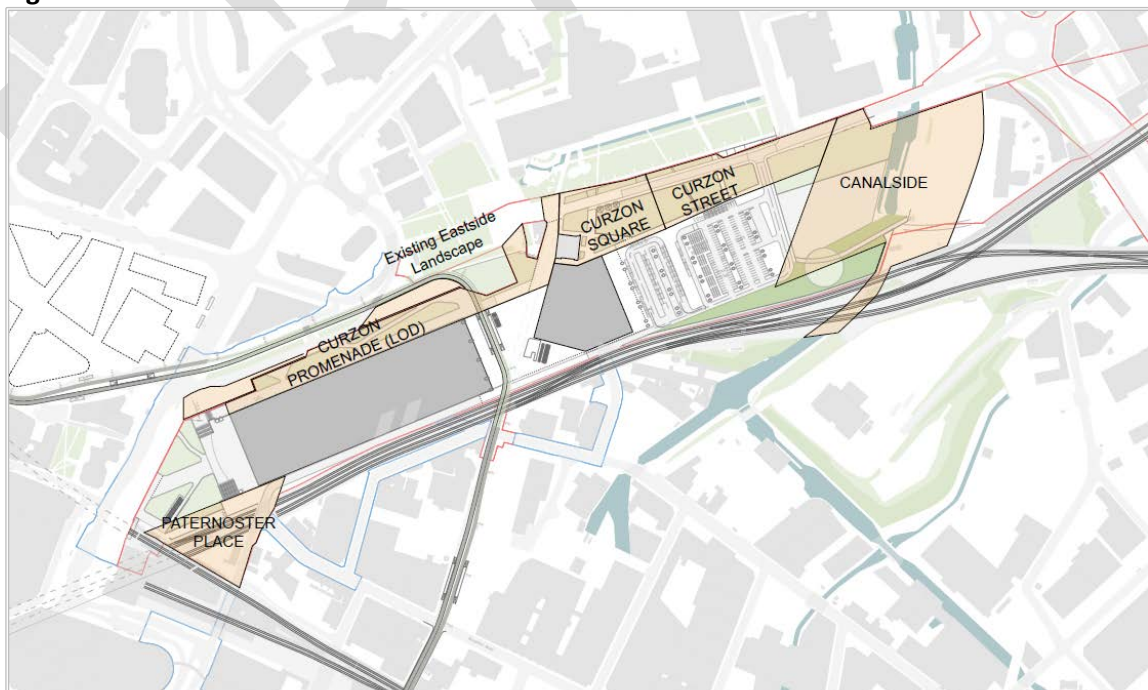 CANALSIDE
CURZON
STREET
CURZON
SQUARE
Existing Eastside
Landscape
CURZON
PROMENADE (LOD)
PATERNOSTER
PLACE